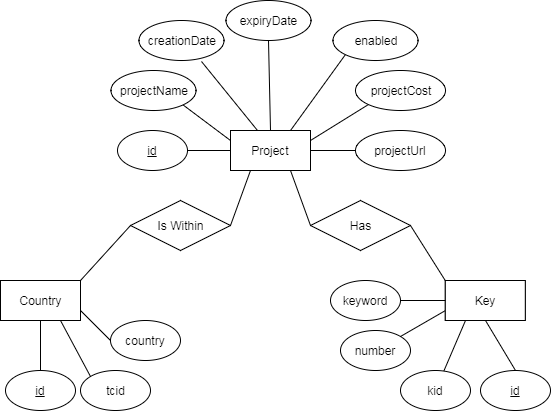 expiryDate
creationDate
enabled
projectName
projectCost
id
Project
projectUrl
Is Within
Has
Country
keyword
Key
country
number
id
tcid
kid
id